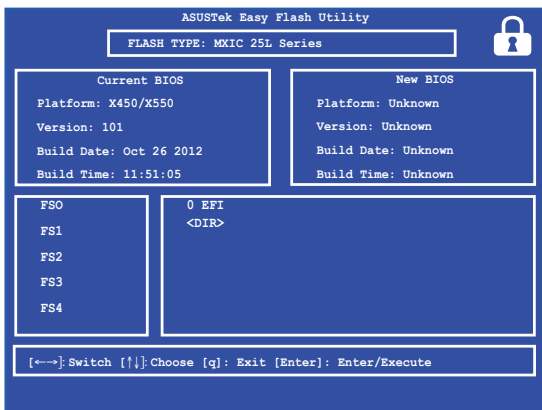 ASUSTek Easy Flash Utility
FLASH TYPE: MXIC 25L Series
Current BIOS
Platform: X450/X550
Version: 101
Build Date: Oct 26 2012
Build Time: 11:51:05
New BIOS
Platform: Unknown
Version: Unknown
Build Date: Unknown
Build Time: Unknown
FSO
FS1
FS2
FS3
FS4
0 EFI
<DIR>
[←→]: Switch [↑↓]: Choose [q]: Exit [Enter]: Enter/Execute